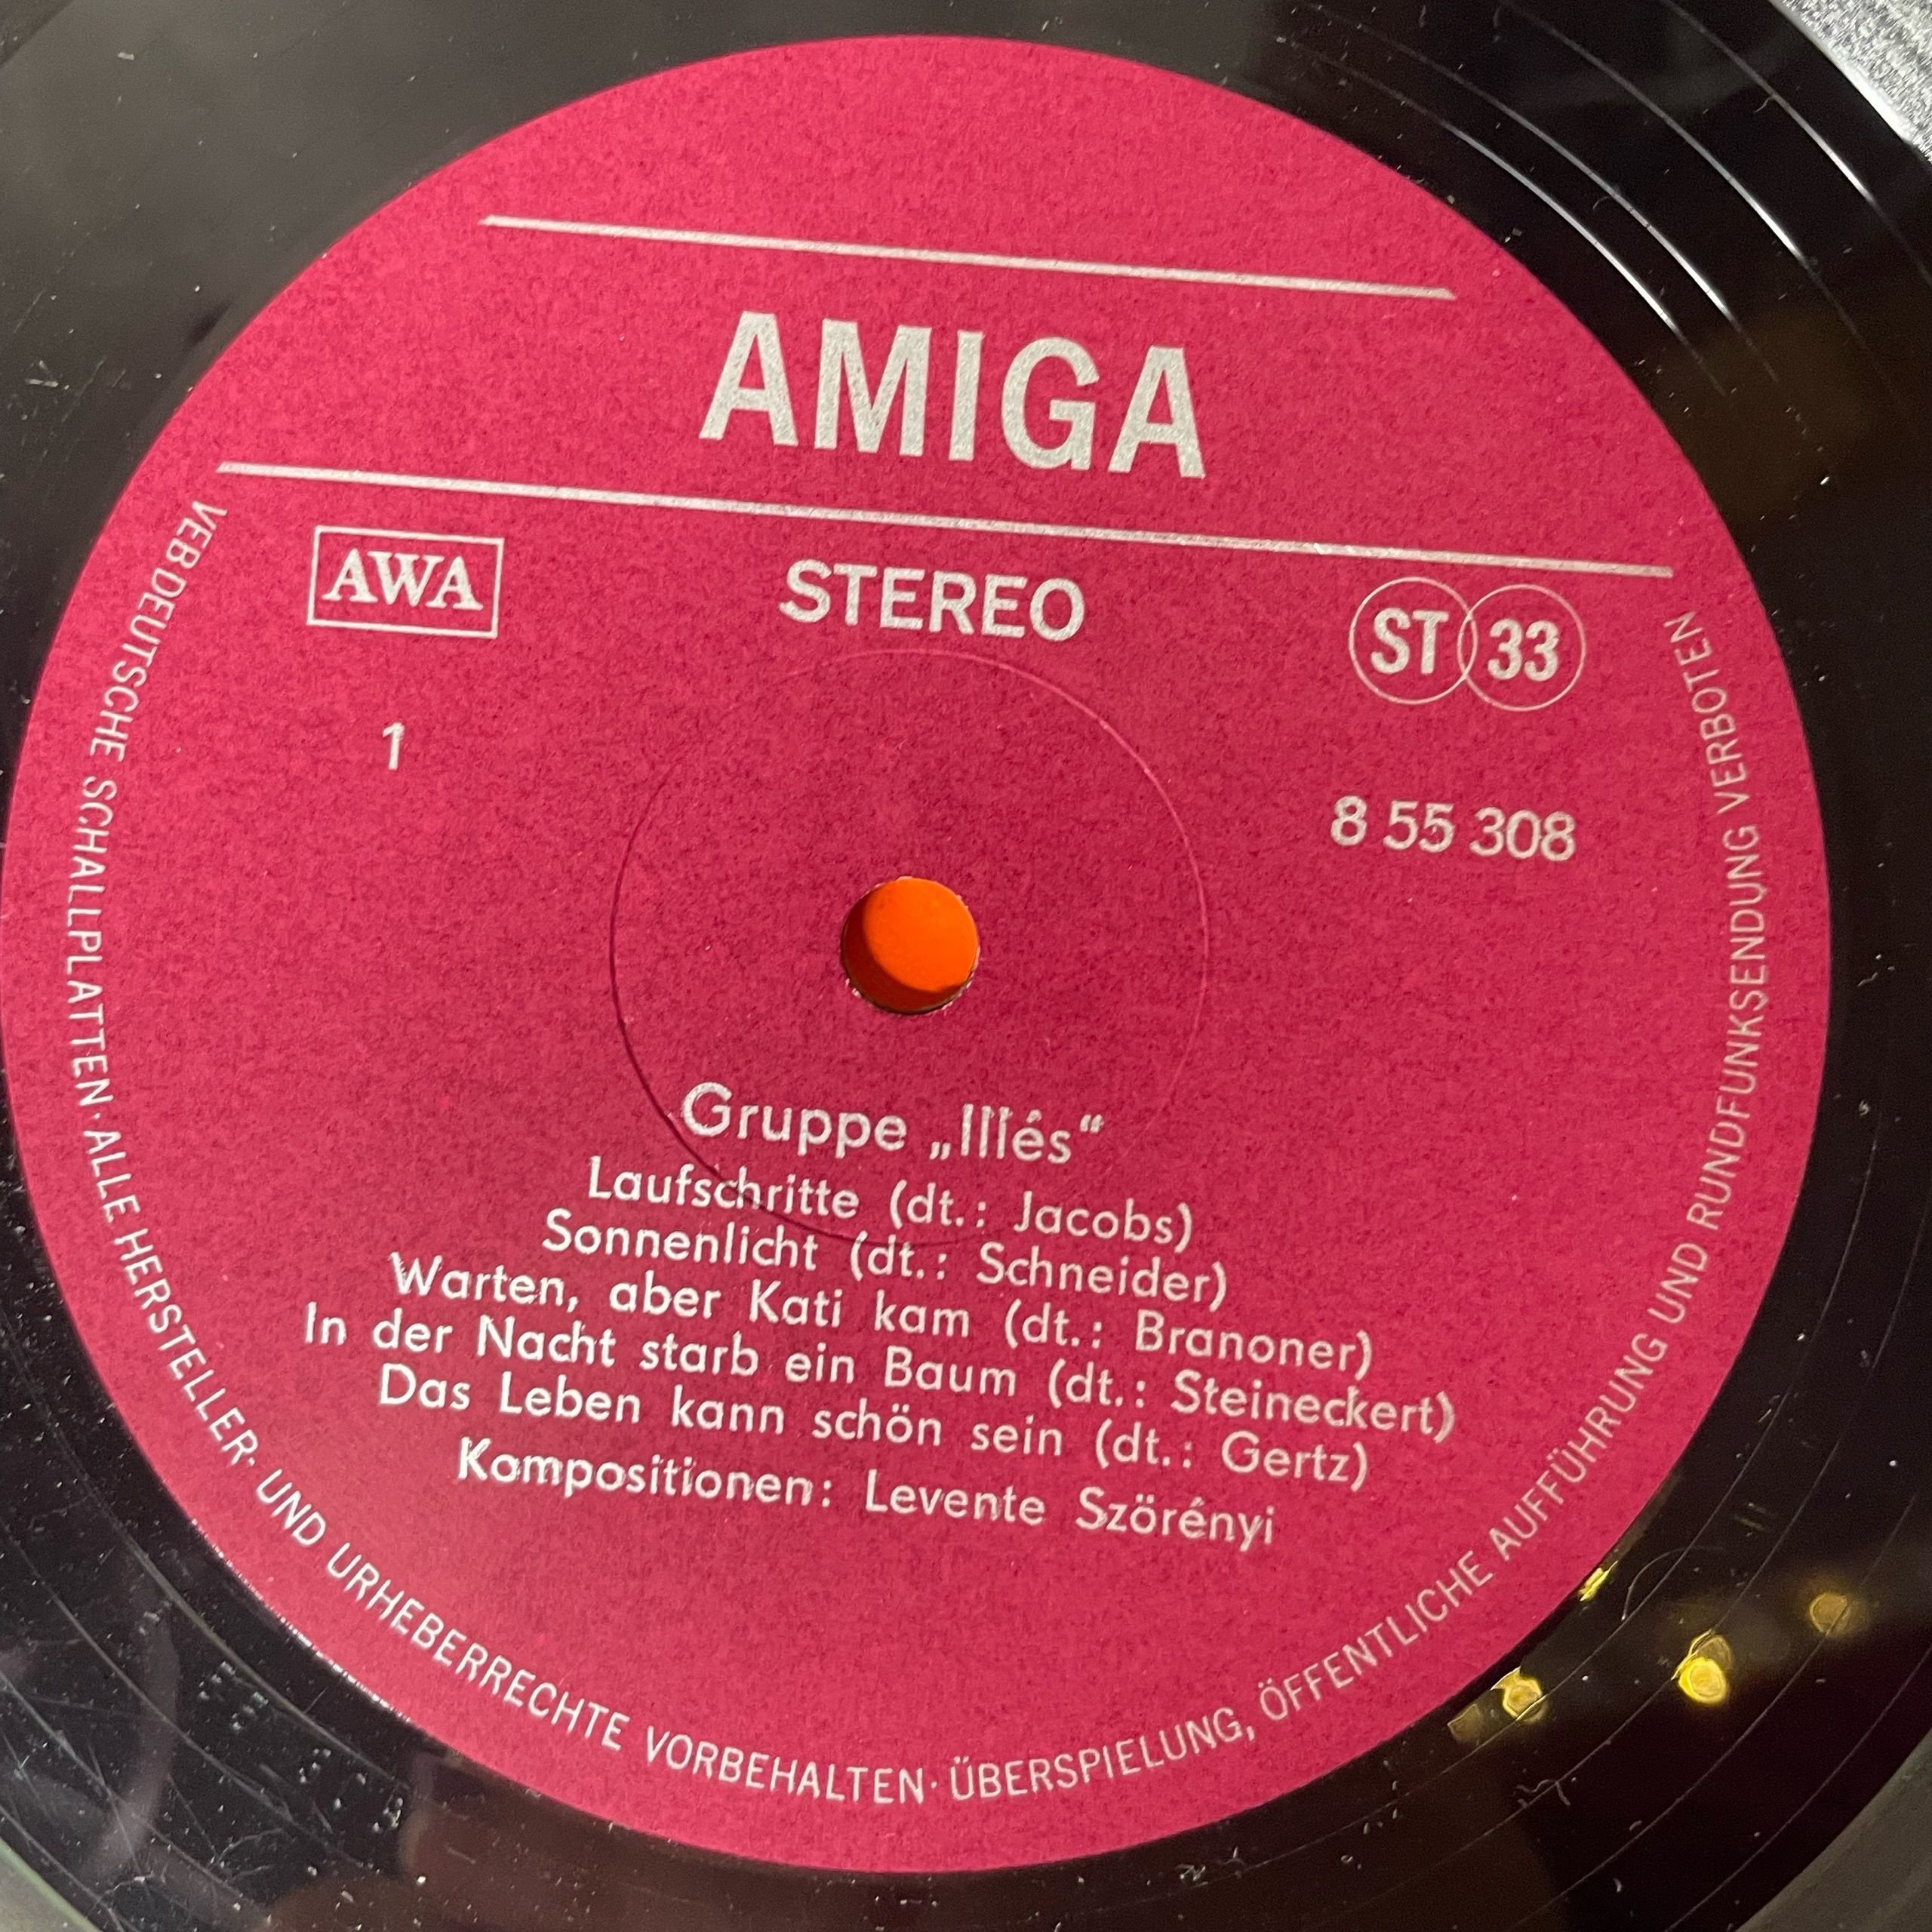 AMIGA
AWA
STEREO
ST 33
1
8 55 308
Gruppe „Illés“
Laufschritte (dt.: Jacobs)
Sonnenlicht (dt.: Schneider)
Warten, aber Kati kam (dt.: Branoner)
In der Nacht starb ein Baum (dt.: Steineckert)
Das Leben kann schön sein (dt.: Gertz)
Kompositionen: Levente Szörényi
VEB DEUTSCHE SCHALLPLATTEN · ALLE HERSTELLER- UND URHEBERRECHTE VORBEHALTEN · ÜBERSPIELUNG, ÖFFENTLICHE AUFFÜHRUNG UND RUNDFUNKSENDUNG VERBOTEN